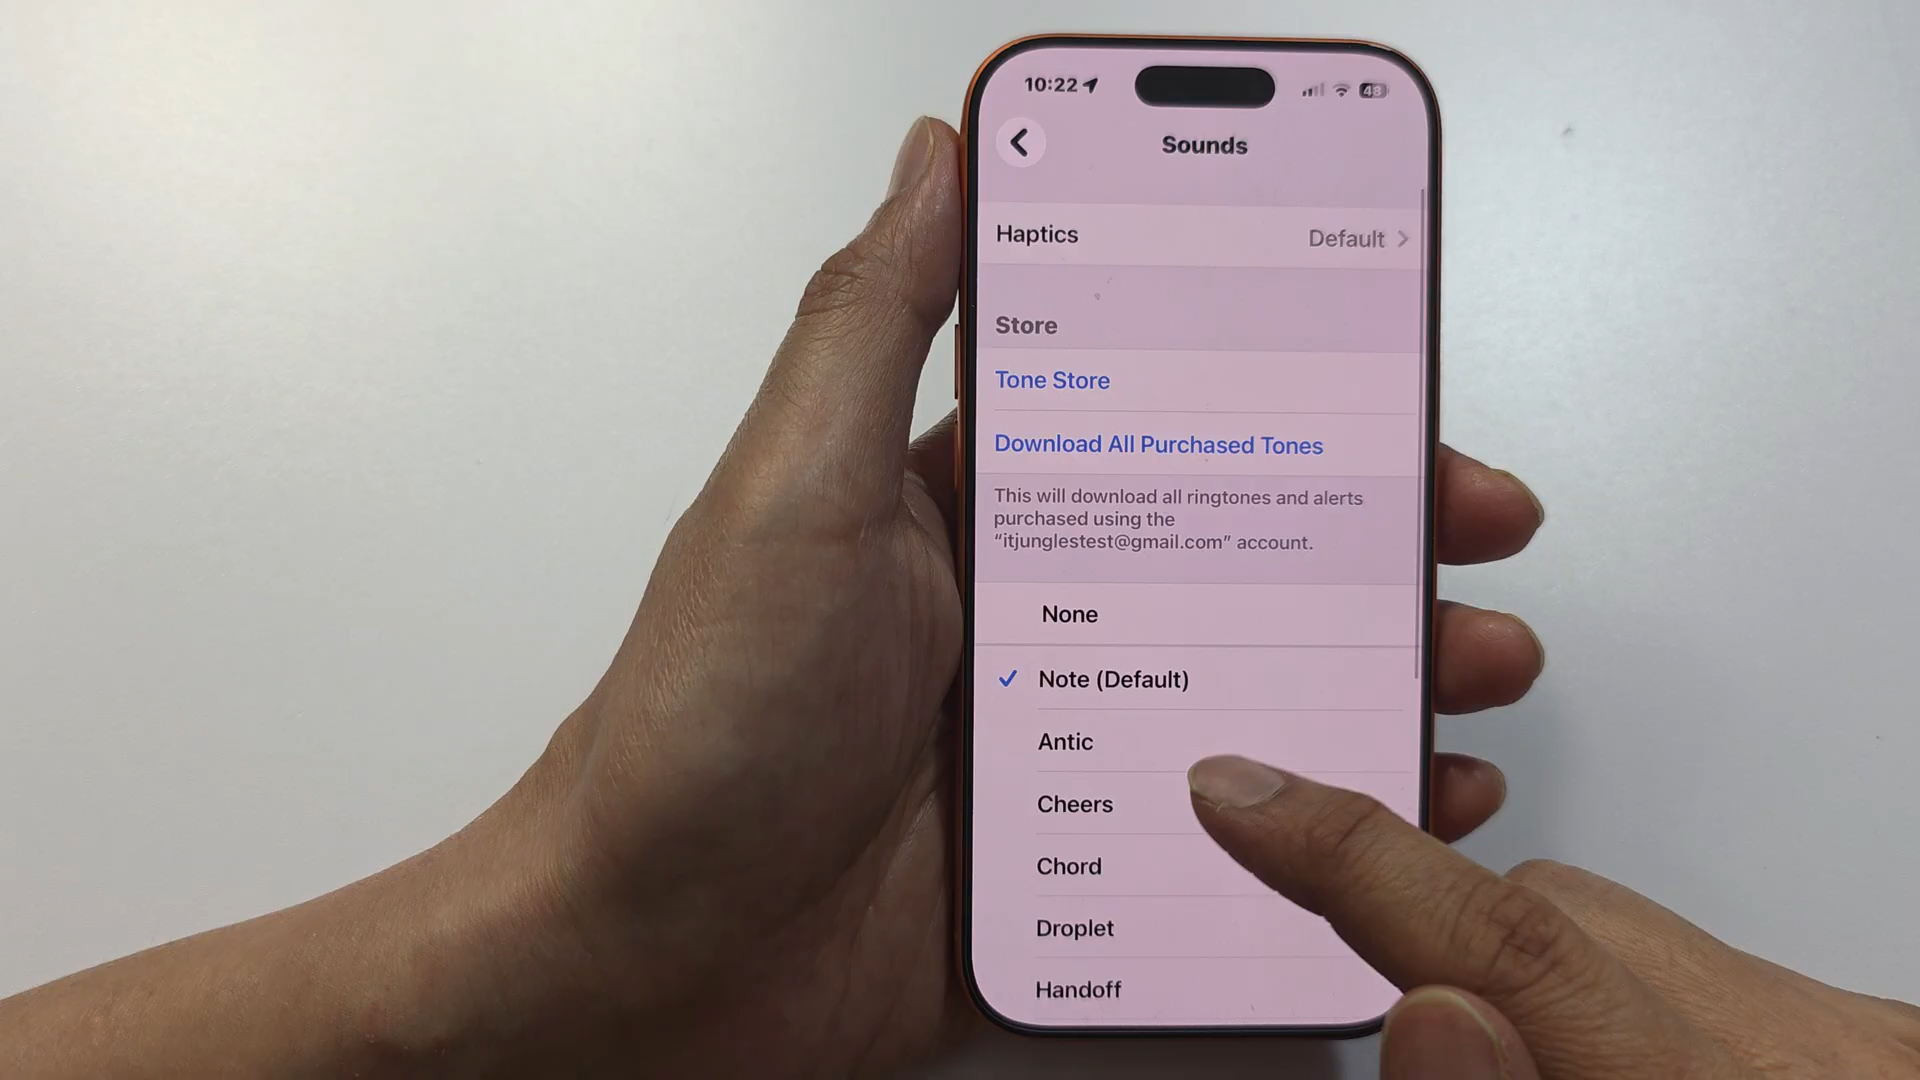 10:22
48
Sounds
Haptics
Default
Store
Tone Store
Download All Purchased Tones
This will download all ringtones and alerts
purchased using the
“itjunglestest@gmail.com” account.
None
Note (Default)
Antic
Cheers
Chord
Droplet
Handoff